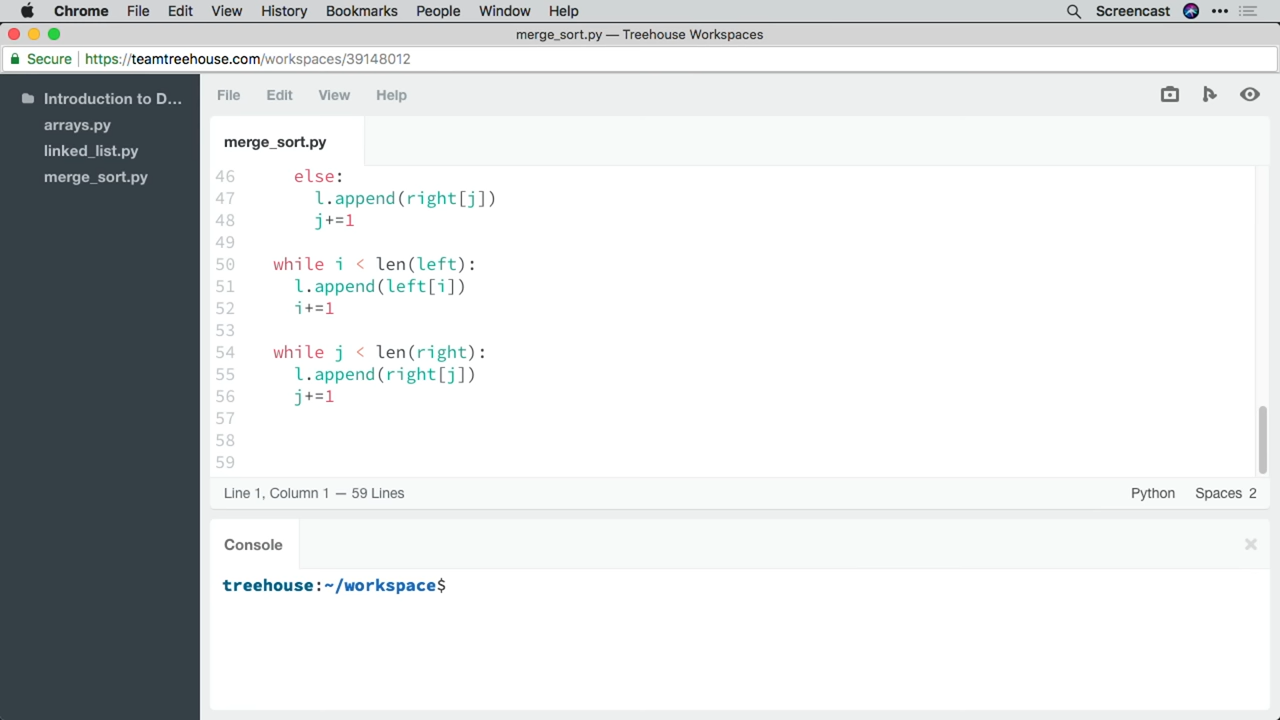 Chrome File Edit View History Bookmarks People Window Help Screencast
merge_sort.py — Treehouse Workspaces
Secure https://teamtreehouse.com/workspaces/39148012
Introduction to D...
arrays.py
linked_list.py
merge_sort.py
File Edit View Help
merge_sort.py
46 else:
47 l.append(right[j])
48 j+=1
49
50 while i < len(left):
51 l.append(left[i])
52 i+=1
53
54 while j < len(right):
55 l.append(right[j])
56 j+=1
57
58
59
Line 1, Column 1 — 59 Lines Python Spaces 2
Console
treehouse:~/workspace$